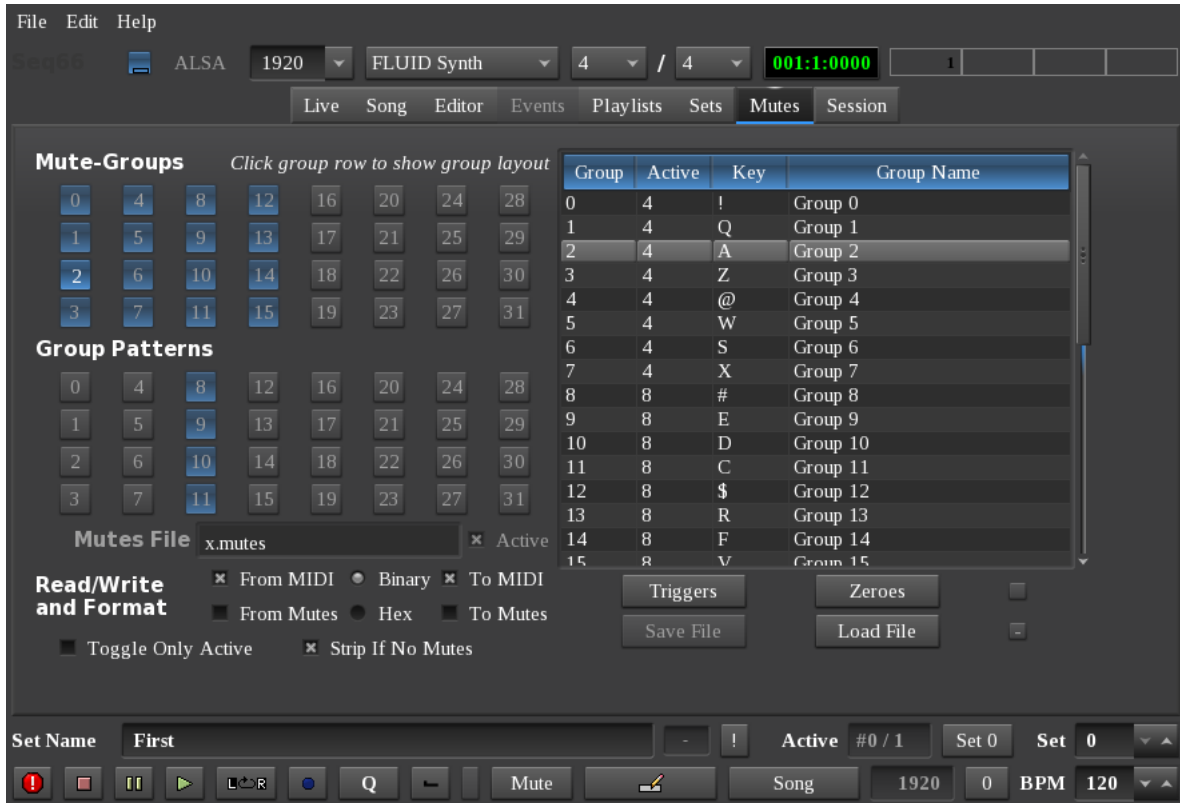 File Edit Help
Seq66 ALSA 1920 FLUID Synth 4 / 4 001:1:0000 1
Live Song Editor Events Playlists Sets Mutes Session
Mute-Groups Click group row to show group layout
0 4 8 12 16 20 24 28
1 5 9 13 17 21 25 29
2 6 10 14 18 22 26 30
3 7 11 15 19 23 27 31
Group Patterns
0 4 8 12 16 20 24 28
1 5 9 13 17 21 25 29
2 6 10 14 18 22 26 30
3 7 11 15 19 23 27 31
Mutes File x.mutes Active
Read/Write and Format
From MIDI Binary To MIDI
From Mutes Hex To Mutes
Toggle Only Active Strip If No Mutes
Group Active Key Group Name
0 4 ! Group 0
1 4 Q Group 1
2 4 A Group 2
3 4 Z Group 3
4 4 @ Group 4
5 4 W Group 5
6 4 S Group 6
7 4 X Group 7
8 8 # Group 8
9 8 E Group 9
10 8 D Group 10
11 8 C Group 11
12 8 $ Group 12
13 8 R Group 13
14 8 F Group 14
15 8 V Group 15
Triggers Zeroes
Save File Load File -
Set Name First - ! Active #0 / 1 Set 0 Set 0
! L R Q Mute Song 1920 0 BPM 120